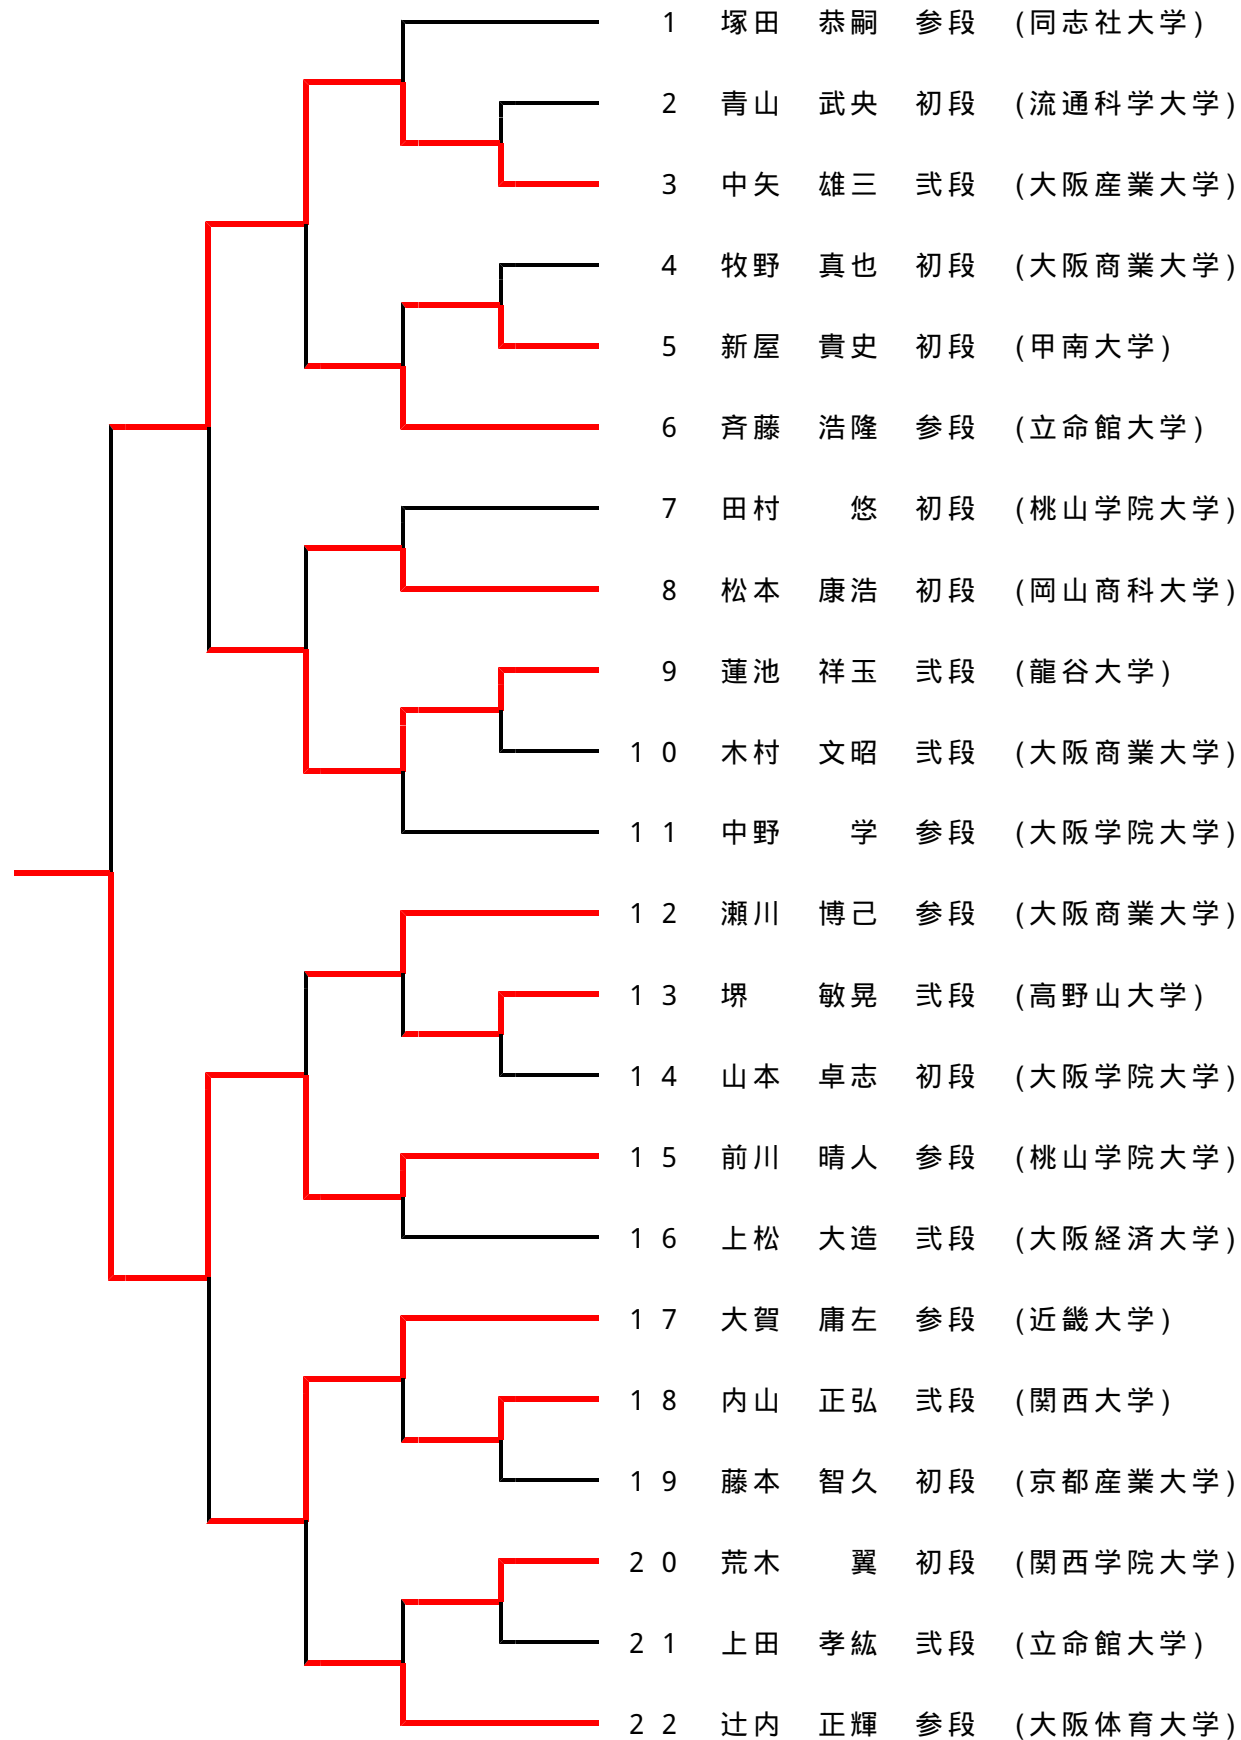 1 塚田 恭嗣 参段 (同志社大学)
2 青山 武央 初段 (流通科学大学)
3 中矢 雄三 弐段 (大阪産業大学)
4 牧野 真也 初段 (大阪商業大学)
5 新屋 貴史 初段 (甲南大学)
6 斉藤 浩隆 参段 (立命館大学)
7 田村 悠 初段 (桃山学院大学)
8 松本 康浩 初段 (岡山商科大学)
9 蓮池 祥玉 弐段 (龍谷大学)
10 木村 文昭 弐段 (大阪商業大学)
11 中野 学 参段 (大阪学院大学)
12 瀬川 博己 参段 (大阪商業大学)
13 堺 敏晃 弐段 (高野山大学)
14 山本 卓志 初段 (大阪学院大学)
15 前川 晴人 参段 (桃山学院大学)
16 上松 大造 弐段 (大阪経済大学)
17 大賀 庸左 参段 (近畿大学)
18 内山 正弘 弐段 (関西大学)
19 藤本 智久 初段 (京都産業大学)
20 荒木 翼 初段 (関西学院大学)
21 上田 孝紘 弐段 (立命館大学)
22 辻内 正輝 参段 (大阪体育大学)